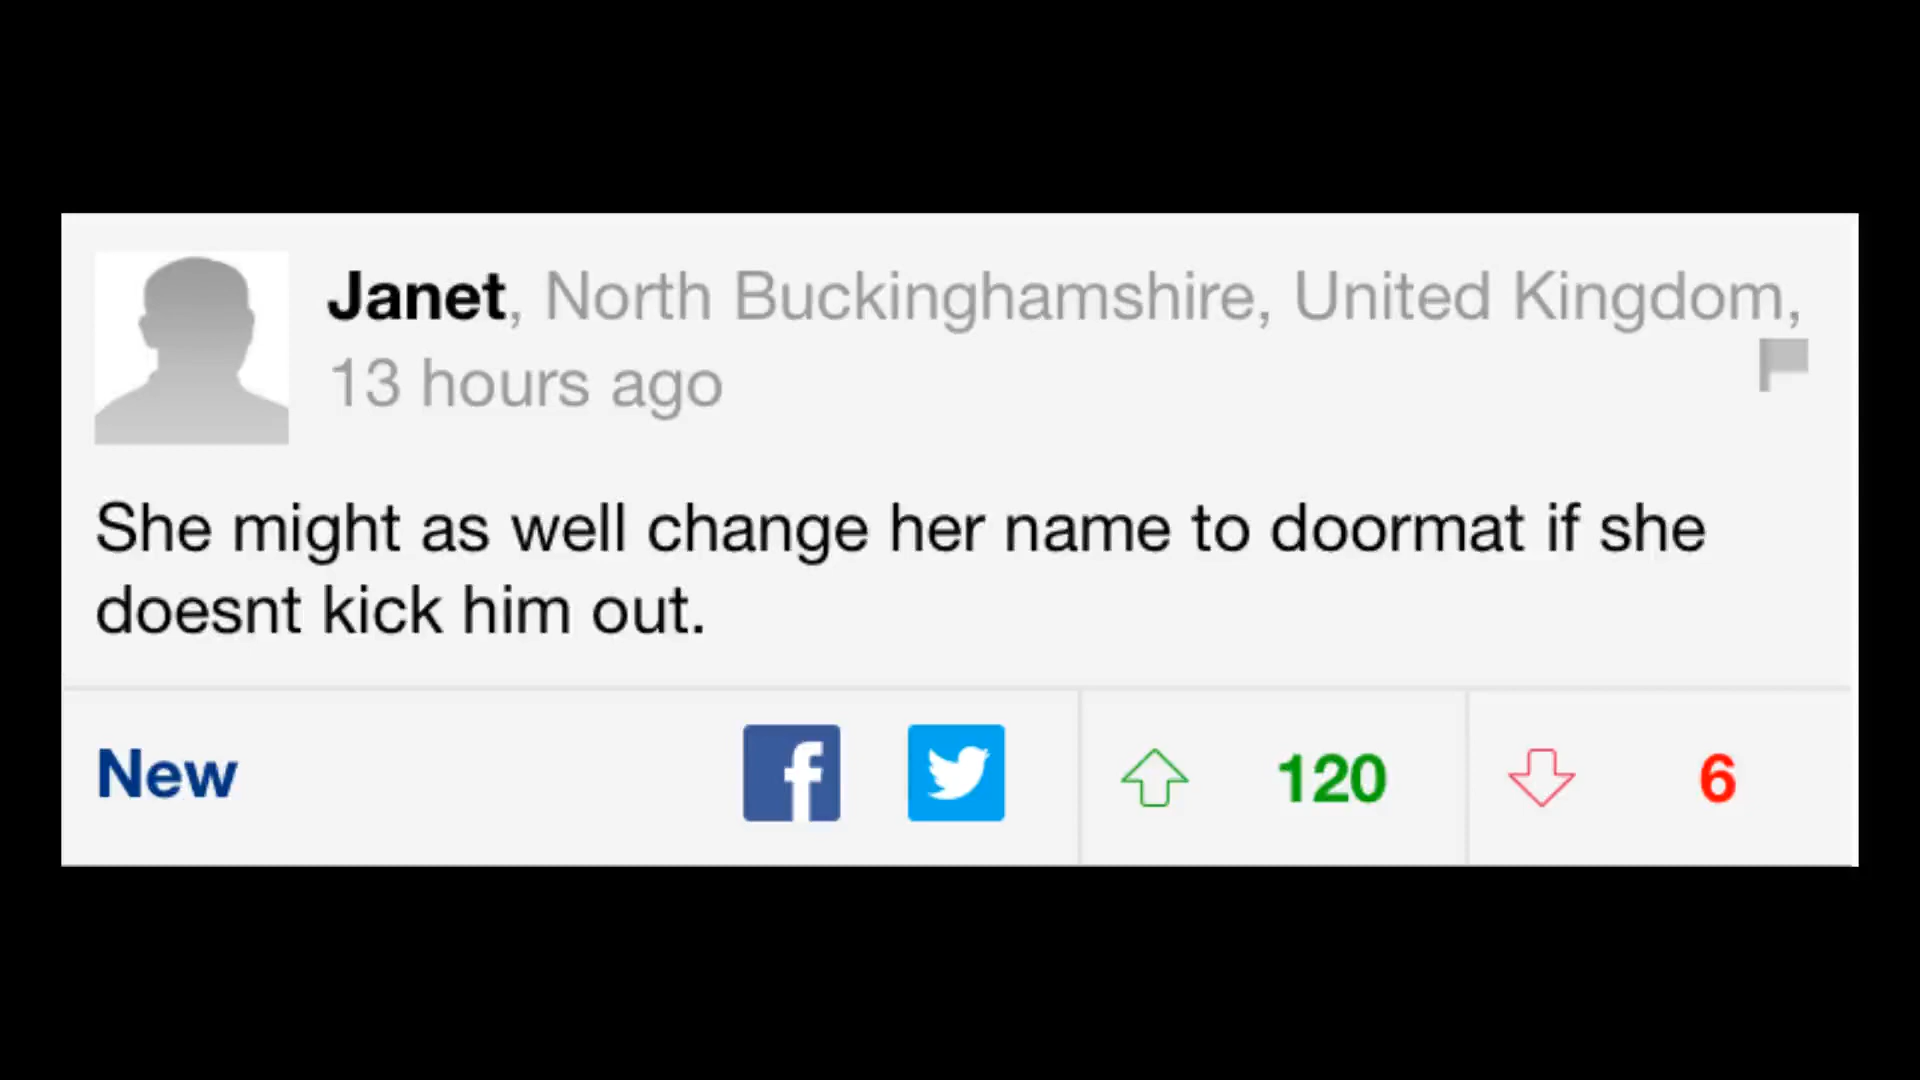 Janet, North Buckinghamshire, United Kingdom,
13 hours ago
She might as well change her name to doormat if she
doesnt kick him out.
New 120 6